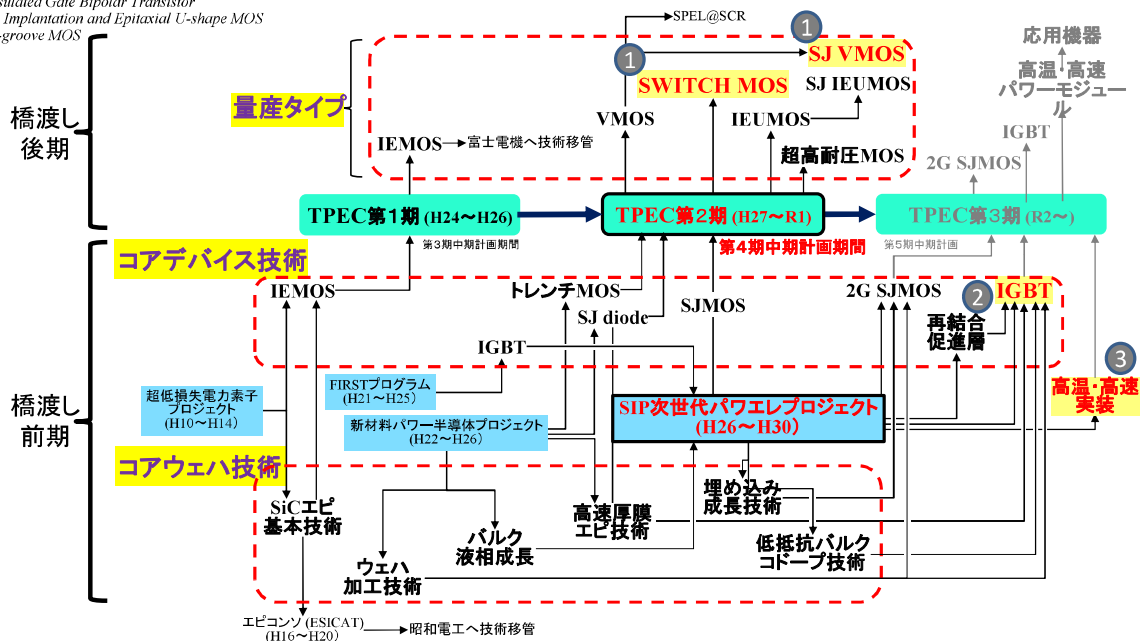 Gate Bipolar Transistor
Implantation and Epitaxial U-shape MOS
-groove MOS
SPEL@SCR
1
1
SJ VMOS
応用機器
SWITCH MOS
SJ IEUMOS
高温・高速
パワーモジュー
ル
橋渡し
後期
量産タイプ
VMOS
IEUMOS
IEMOS
富士電機へ技術移管
超高耐圧MOS
IGBT
2G SJMOS
TPEC第1期 (H24～H26)
TPEC第2期 (H27～R1)
TPEC第3期 (R2～)
第3期中期計画期間
第4期中期計画期間
第5期中期計画
コアデバイス技術
IEMOS
トレンチMOS
SJ diode
SJMOS
2G SJMOS
2
IGBT
再結合
促進層
IGBT
3
高温・高速
実装
橋渡し
前期
超低損失電力素子
プロジェクト
(H10～H14)
FIRSTプログラム
(H21～H25)
新材料パワー半導体プロジェクト
(H22～H26)
SIP次世代パワエレプロジェクト
(H26～H30)
コアウェハ技術
SiCエピ
基本技術
バルク
液相成長
高速厚膜
エピ技術
埋め込み
成長技術
低抵抗バルク
コドープ技術
ウェハ
加工技術
エピコンソ (ESICAT)
(H16～H20)
昭和電工へ技術移管